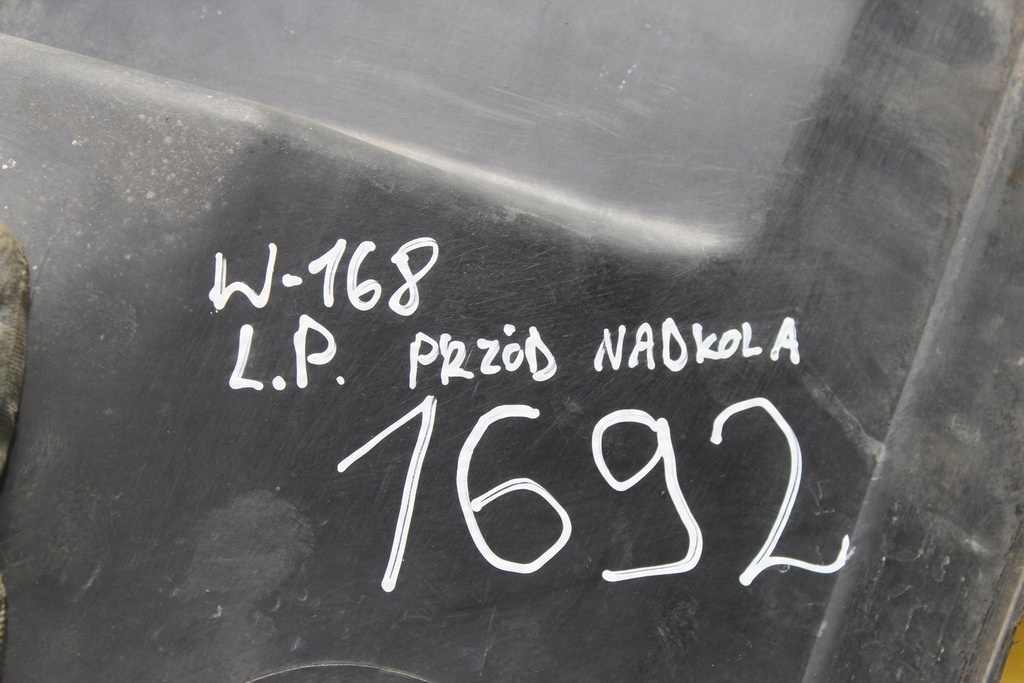 W-168
L.P. PRZÓD NADKOLA
1692